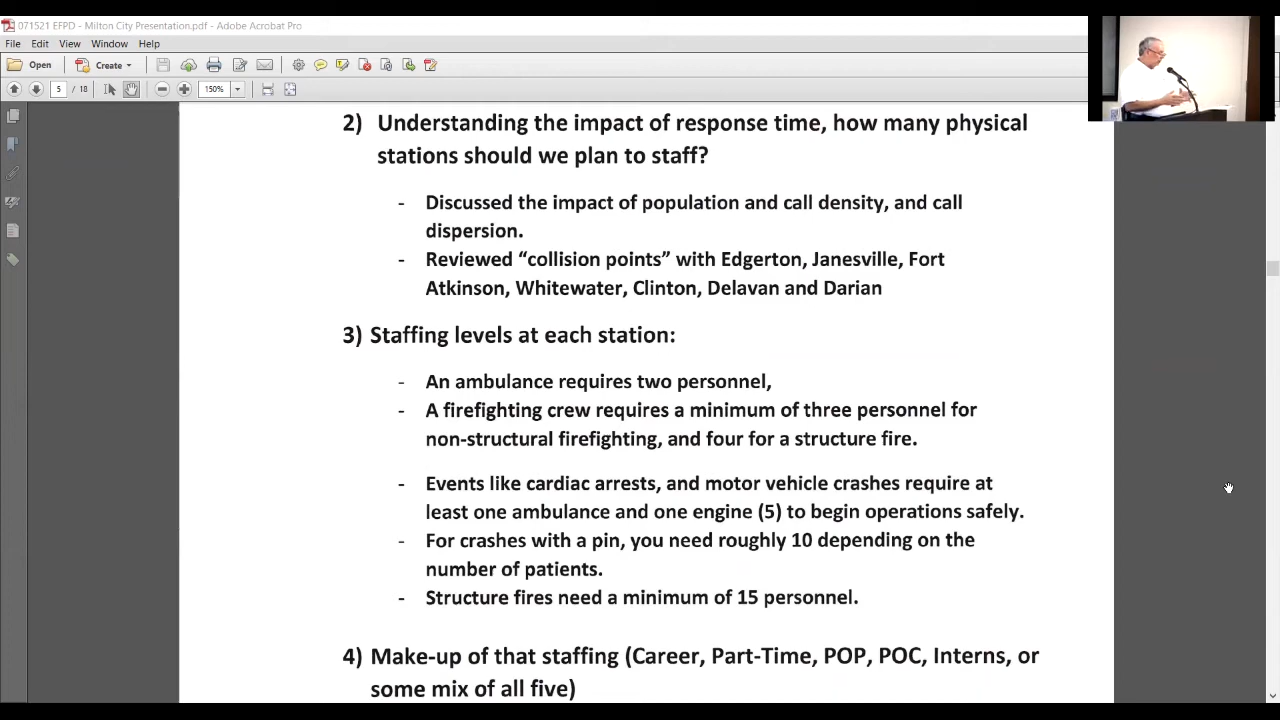 071521 EFPD - Milton City Presentation.pdf - Adobe Acrobat Pro
File Edit View Window Help
Open Create
5 / 18 150%
2) Understanding the impact of response time, how many physical
stations should we plan to staff?
- Discussed the impact of population and call density, and call
dispersion.
- Reviewed “collision points” with Edgerton, Janesville, Fort
Atkinson, Whitewater, Clinton, Delavan and Darian
3) Staffing levels at each station:
- An ambulance requires two personnel,
- A firefighting crew requires a minimum of three personnel for
non-structural firefighting, and four for a structure fire.
- Events like cardiac arrests, and motor vehicle crashes require at
least one ambulance and one engine (5) to begin operations safely.
- For crashes with a pin, you need roughly 10 depending on the
number of patients.
- Structure fires need a minimum of 15 personnel.
4) Make-up of that staffing (Career, Part-Time, POP, POC, Interns, or
some mix of all five)